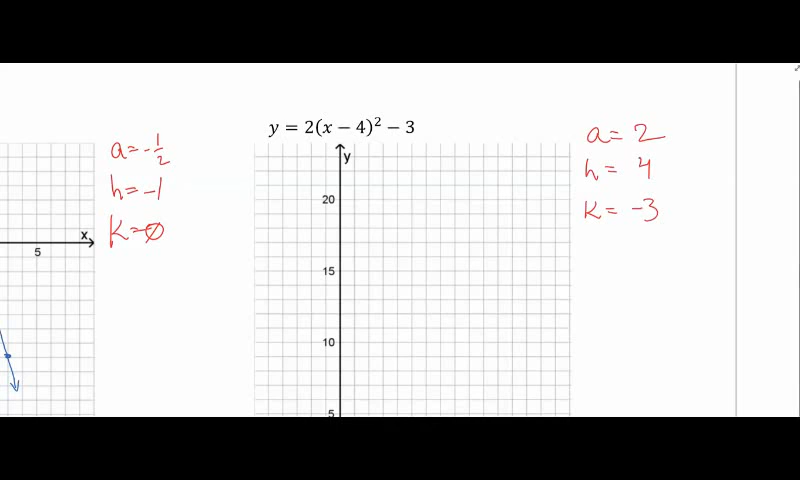 y = 2(x − 4)² − 3
a = -1/2
h = -1
K = 0
x
5
y
20
15
10
5
a = 2
h = 4
K = -3